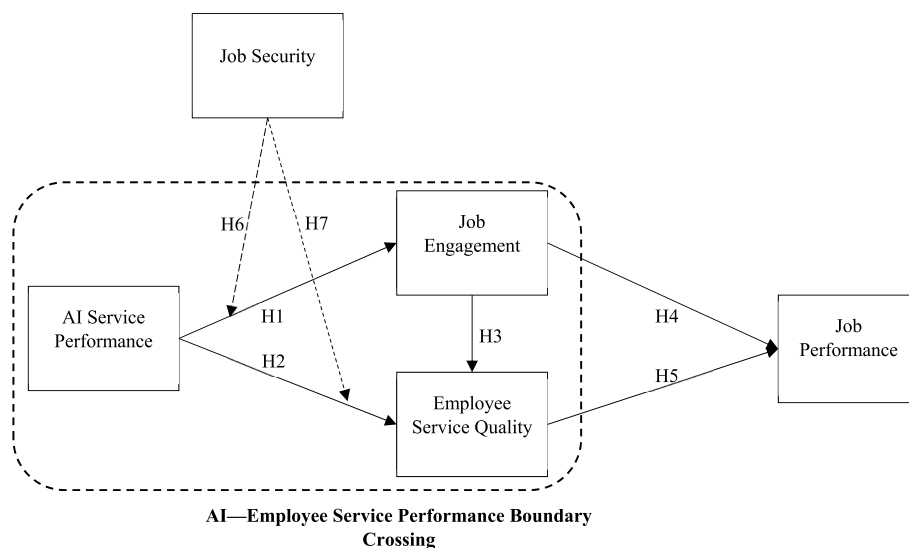 Job Security
H6
H7
Job
Engagement
AI Service
Performance
H1
H2
H3
H4
H5
Job
Performance
Employee
Service Quality
AI—Employee Service Performance Boundary
Crossing